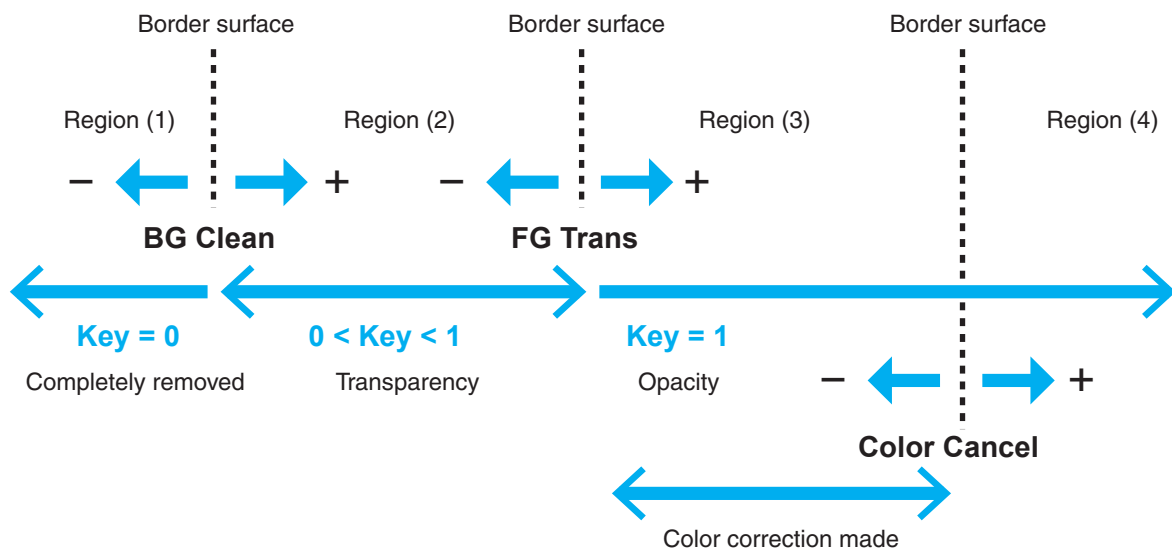 Border surface
Border surface
Border surface
Region (1)
Region (2)
Region (3)
Region (4)
− +
− +
BG Clean
FG Trans
Key = 0
0 < Key < 1
Key = 1
Completely removed
Transparency
Opacity
− +
Color Cancel
Color correction made